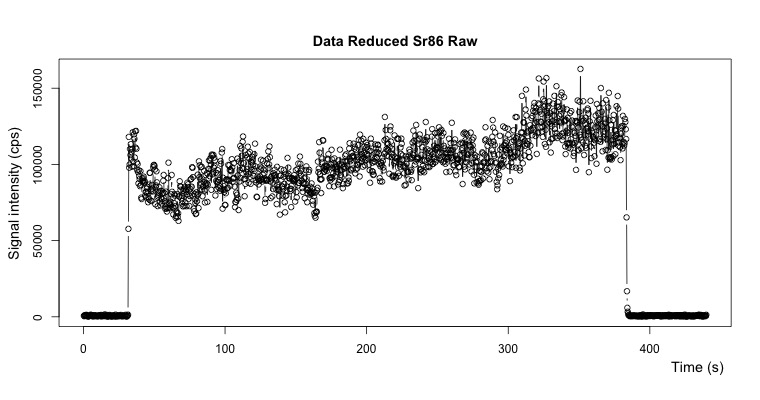 Data Reduced Sr86 Raw
Signal intensity (cps)
150000
100000
50000
0
0 100 200 300 400
Time (s)